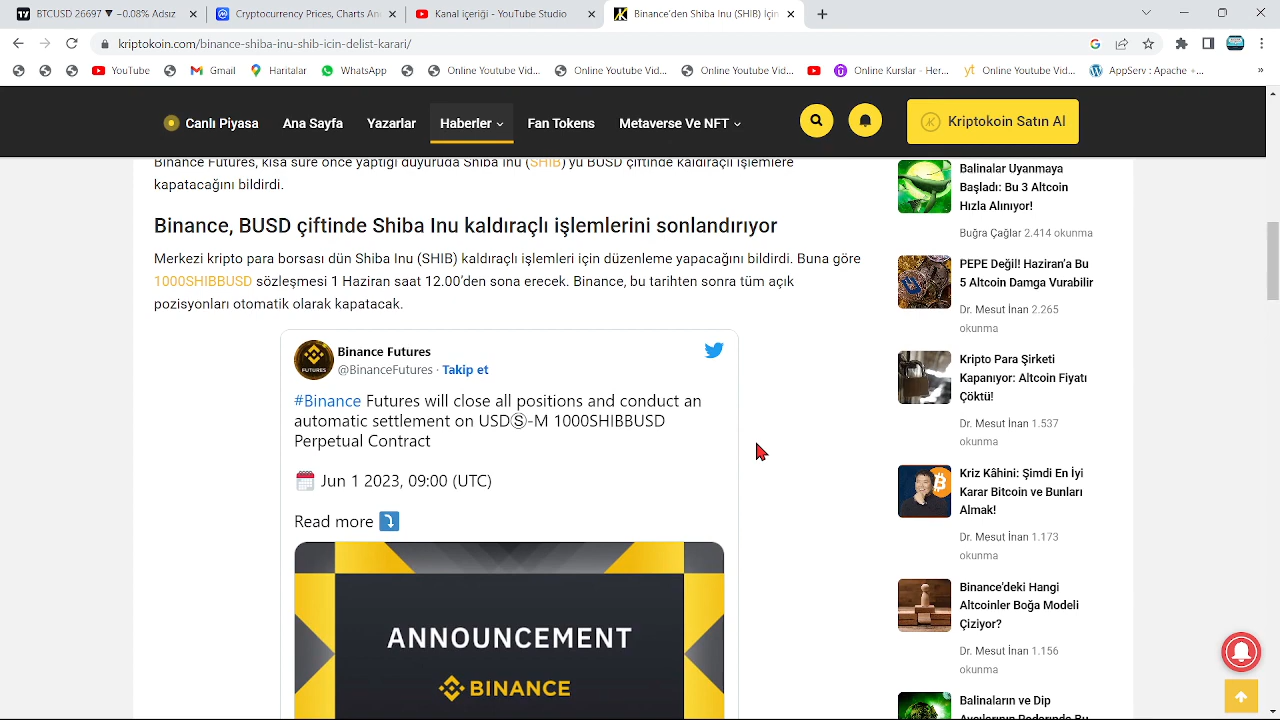 BTCUSD 26697 ▼ −0.08% Adsız
Cryptocurrency Prices, Charts An
Kanal içeriği - YouTube Studio
Binance'den Shiba Inu (SHIB) İçin
kriptokoin.com/binance-shiba-inu-shib-icin-delist-karari/
YouTube
Gmail
Haritalar
WhatsApp
Online Youtube Vid...
Online Youtube Vid...
Online Youtube Vid...
Online Kurslar - Her...
yt Online Youtube Vid...
AppServ : Apache +...
»
Canlı Piyasa
Ana Sayfa
Yazarlar
Haberler
Fan Tokens
Metaverse Ve NFT
Kriptokoin Satın Al
Binance Futures, kısa süre önce yaptığı duyuruda Shiba Inu (SHIB) yu BUSD çiftinde kaldıraçlı işlemlere
kapatacağını bildirdi.
Binance, BUSD çiftinde Shiba Inu kaldıraçlı işlemlerini sonlandırıyor
Merkezi kripto para borsası dün Shiba Inu (SHIB) kaldıraçlı işlemleri için düzenleme yapacağını bildirdi. Buna göre
1000SHIBBUSD sözleşmesi 1 Haziran saat 12.00'den sona erecek. Binance, bu tarihten sonra tüm açık
pozisyonları otomatik olarak kapatacak.
FUTURES
Binance Futures
@BinanceFutures · Takip et
#Binance Futures will close all positions and conduct an
automatic settlement on USDⓈ-M 1000SHIBBUSD
Perpetual Contract
Jun 1 2023, 09:00 (UTC)
Read more
ANNOUNCEMENT
BINANCE
Balinalar Uyanmaya
Başladı: Bu 3 Altcoin
Hızla Alınıyor!
Buğra Çağlar 2.414 okunma
PEPE Değil! Haziran'a Bu
5 Altcoin Damga Vurabilir
Dr. Mesut İnan 2.265
okunma
Kripto Para Şirketi
Kapanıyor: Altcoin Fiyatı
Çöktü!
Dr. Mesut İnan 1.537
okunma
Kriz Kâhini: Şimdi En İyi
Karar Bitcoin ve Bunları
Almak!
Dr. Mesut İnan 1.173
okunma
Binance'deki Hangi
Altcoinler Boğa Modeli
Çiziyor?
Dr. Mesut İnan 1.156
okunma
Balinaların ve Dip